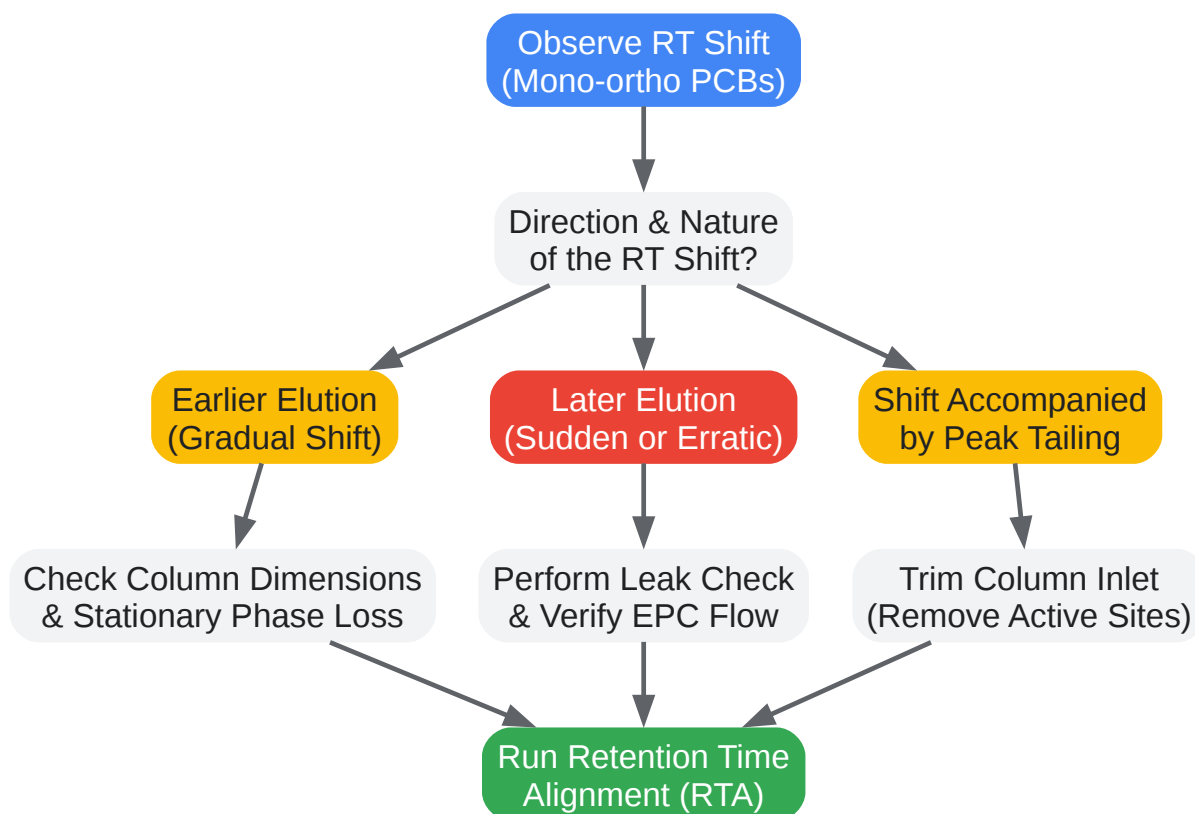 Observe RT Shift
(Mono-ortho PCBs)
Direction & Nature
of the RT Shift?
Earlier Elution
(Gradual Shift)
Later Elution
(Sudden or Erratic)
Shift Accompanied
by Peak Tailing
Check Column Dimensions
& Stationary Phase Loss
Perform Leak Check
& Verify EPC Flow
Trim Column Inlet
(Remove Active Sites)
Run Retention Time
Alignment (RTA)